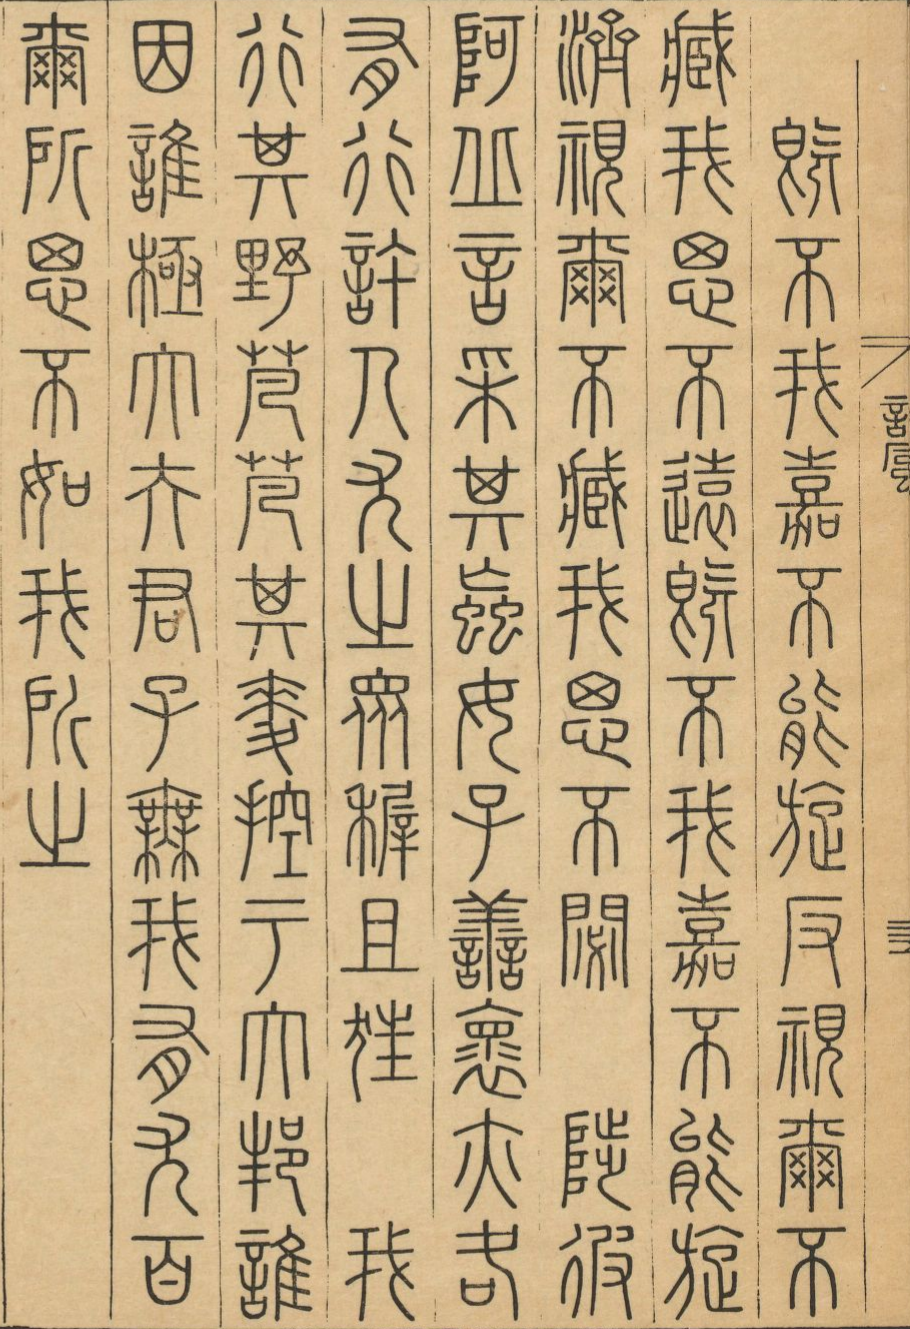 既不我嘉不能旋反視爾不
臧我思不遠既不我嘉不能旋
濟視爾不臧我思不閟　陟彼
阿丘言采其蝱女子善懷亦各
有行許人尤之衆穉且狂　我
行其野芃芃其麥控于大邦誰
因誰極大夫君子無我有尤百
爾所思不如我所之